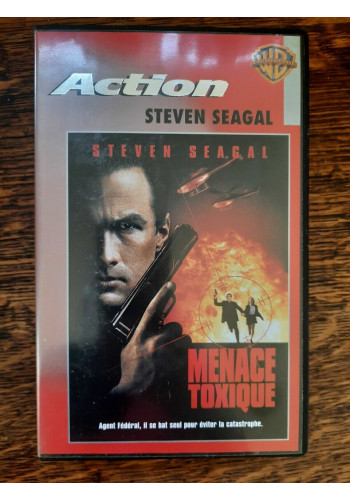 Action
STEVEN SEAGAL
STEVEN SEAGAL
MENACE
TOXIQUE
Agent Fédéral, il se bat seul pour éviter la catastrophe.